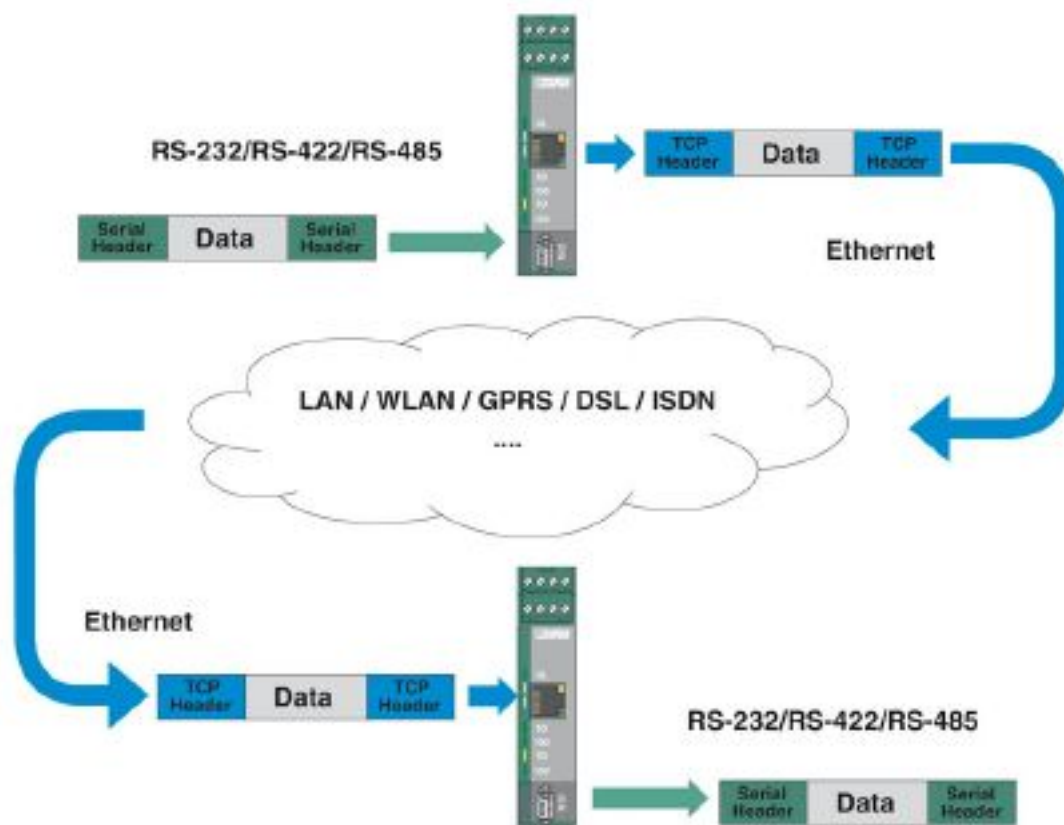 RS-232/RS-422/RS-485
Serial Header
Data
Serial Header
TCP Header
Data
TCP Header
Ethernet
LAN / WLAN / GPRS / DSL / ISDN
....
Ethernet
TCP Header
Data
TCP Header
RS-232/RS-422/RS-485
Serial Header
Data
Serial Header